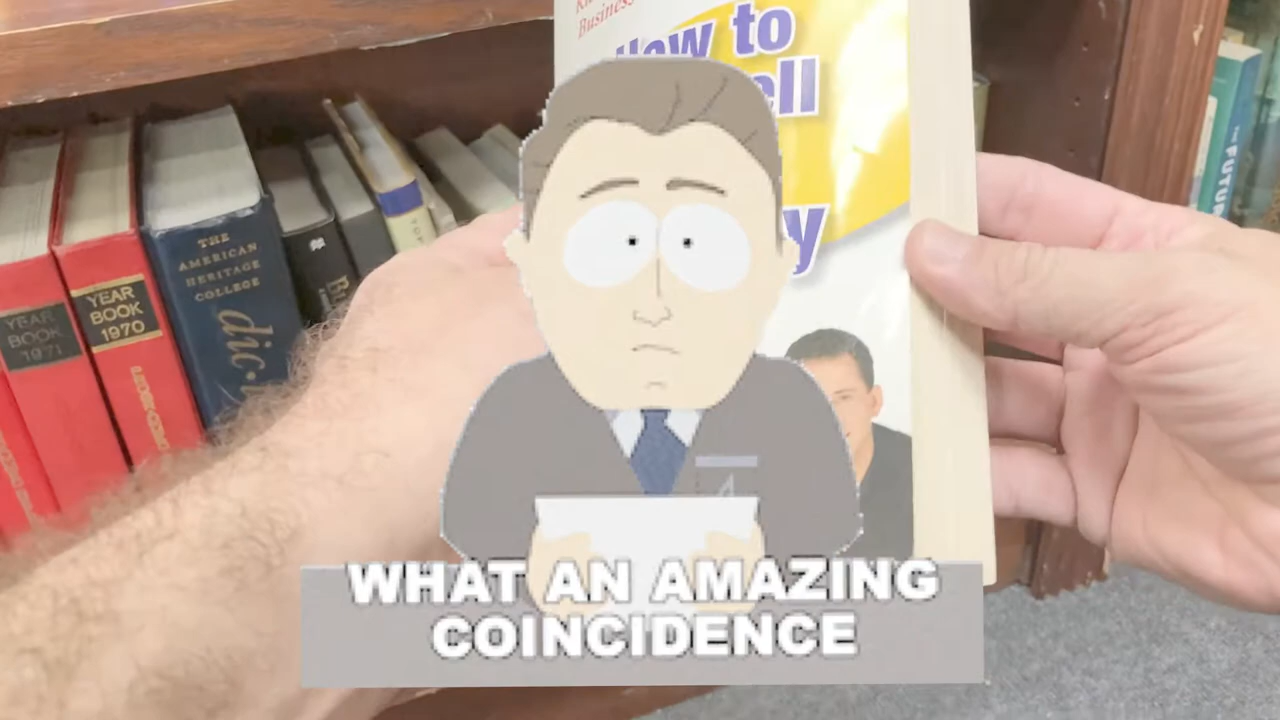 Business
How to
ell
y
THE
AMERICAN
HERITAGE
COLLEGE
dic
YEAR
BOOK
1971
YEAR
BOOK
1970
FUTUR
WHAT AN AMAZING
COINCIDENCE